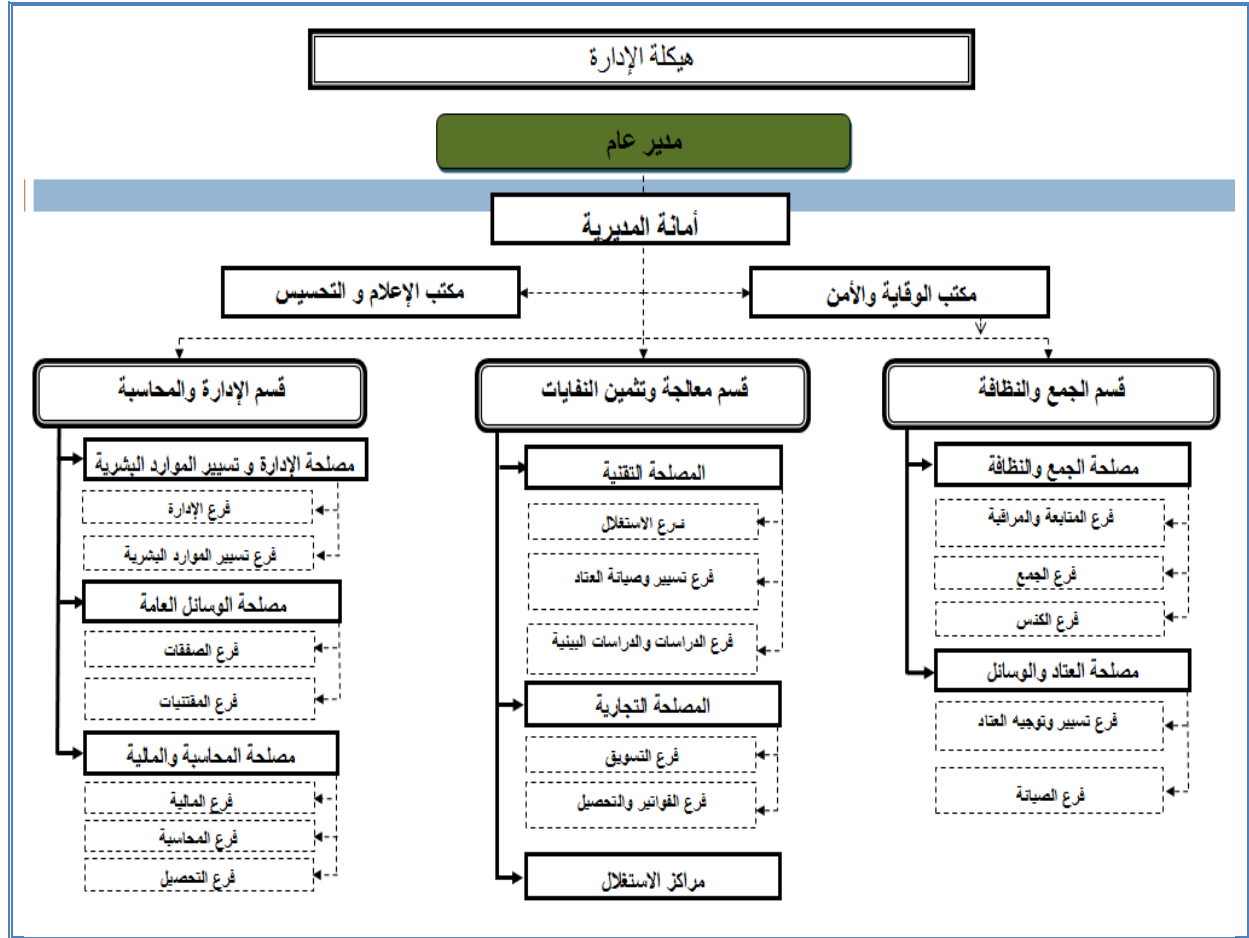 هيكلة الإدارة
مدير عام
أمانة المديرية
مكتب الوقاية والأمن
مكتب الإعلام و التحسيس
قسم الجمع والنظافة
مصلحة الجمع والنظافة
فرع المتابعة والمراقبة
فرع الجمع
فرع الكنس
مصلحة العتاد والوسائل
فرع تسيير وتوجيه العتاد
فرع الصيانة
قسم معالجة وتثمين النفايات
المصلحة التقنية
فرع الاستغلال
فرع تسيير وصيانة العتاد
فرع الدراسات والدراسات البيئية
المصلحة التجارية
فرع التسويق
فرع الفواتير والتحصيل
مراكز الاستغلال
قسم الإدارة والمحاسبة
مصلحة الإدارة و تسيير الموارد البشرية
فرع الإدارة
فرع تسيير الموارد البشرية
مصلحة الوسائل العامة
فرع الصفقات
فرع المقتنيات
مصلحة المحاسبة والمالية
فرع المالية
فرع المحاسبة
فرع التحصيل